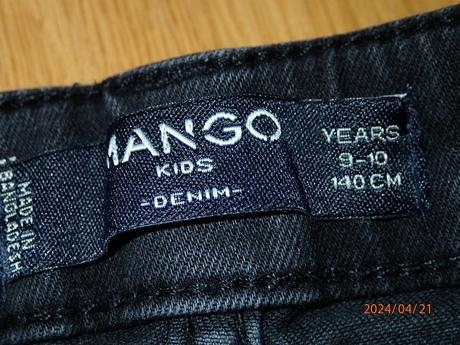 MANGO
KIDS
-DENIM-
YEARS
9-10
140 CM
MADE IN
BANGLADESH
2024/04/21